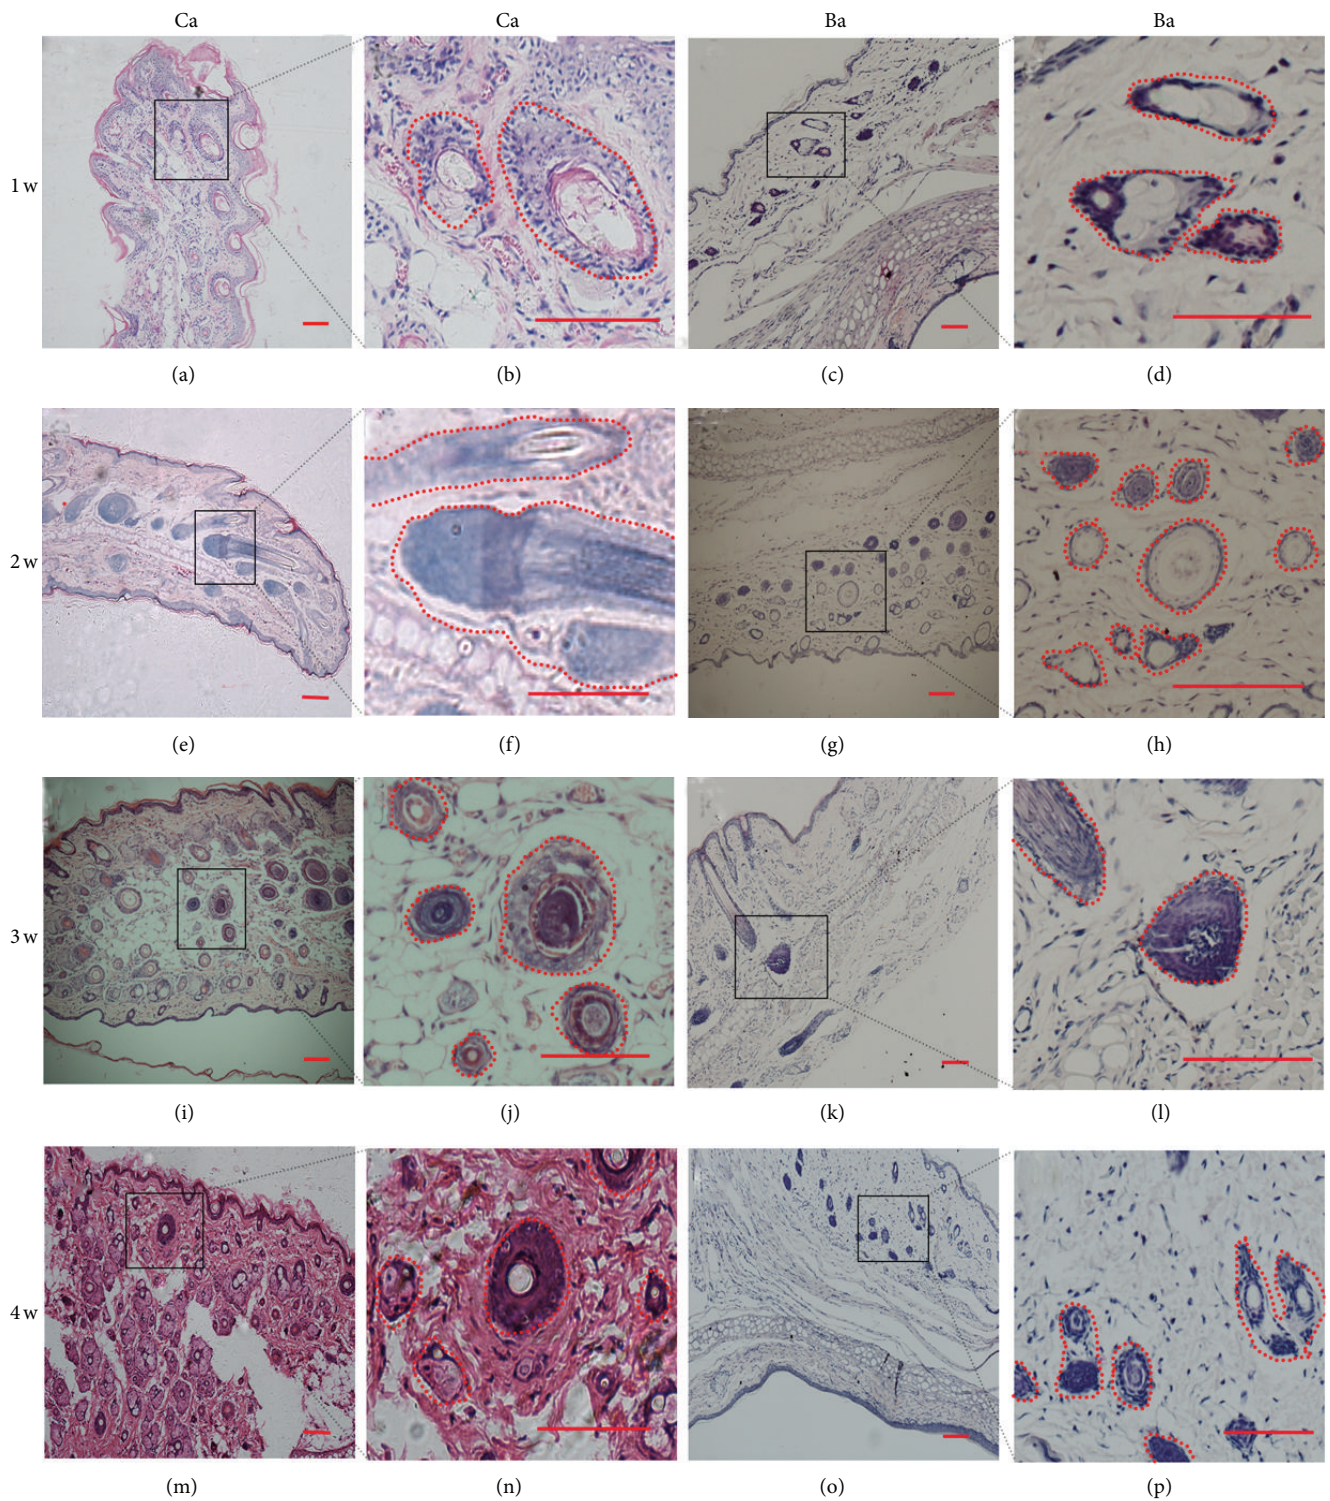 Ca Ca Ba Ba
1 w
(a) (b) (c) (d)
2 w
(e) (f) (g) (h)
3 w
(i) (j) (k) (l)
4 w
(m) (n) (o) (p)